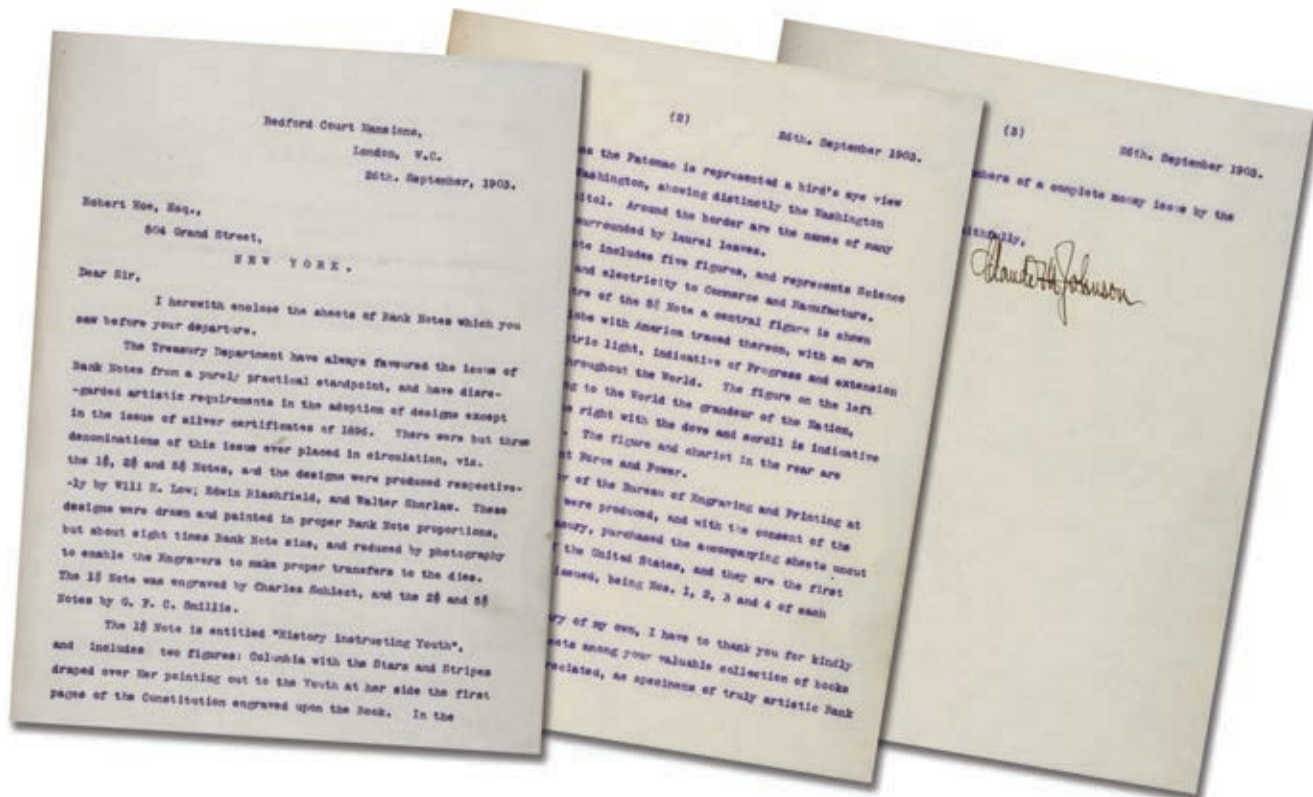 Bedford Court Mansions,
London, W.C.
26th. September, 1903.
Robert Hoe, Esq.,
504 Grand Street,
NEW YORK.
Dear Sir,
I herewith enclose the sheets of Bank Notes which you
saw before your departure.
The Treasury Department have always favoured the issue of
Bank Notes from a purely practical standpoint, and have disre-
-garded artistic requirements in the adoption of designs except
in the issue of silver certificates of 1896. There were but three
denominations of this issue ever placed in circulation, viz.
the 1$, 2$ and 5$ Notes, and the designs were produced respective-
-ly by Will H. Low; Edwin Blashfield, and Walter Sherlaw. These
designs were drawn and painted in proper Bank Note proportions,
but about eight times Bank Note size, and reduced by photography
to enable the Engravers to make proper transfers to the dies.
The 1$ Note was engraved by Charles Schlect, and the 2$ and 5$
Notes by G. F. C. Smillie.
The 1$ Note is entitled "History instructing Youth",
and includes two figures: Columbia with the Stars and Stripes
draped over Her pointing out to the Youth at her side the first
pages of the Constitution engraved upon the Book. In the
(2)
26th. September 1903.
the Potomac is represented a bird's eye view
Washington, showing distinctly the Washington
Around the border are the names of many
surrounded by laurel leaves.
includes five figures, and represents Science
and electricity to Commerce and Manufacture.
of the 5$ Note a central figure is shown
with America traced thereon, with an arm
light, indicative of Progress and extension
throughout the World. The figure on the left
to the World the grandeur of the Nation,
right with the dove and scroll is indicative
The figure and chariot in the rear are
Force and Power.
of the Bureau of Engraving and Printing at
were produced, and with the consent of the
purchased the accompanying sheets uncut
the United States, and they are the first
issued, being Nos. 1, 2, 3 and 4 of each
of my own, I have to thank you for kindly
among your valuable collection of books
as specimens of truly artistic Bank
(3)
26th. September 1903.
of a complete money issue by the
Claude M Johnson